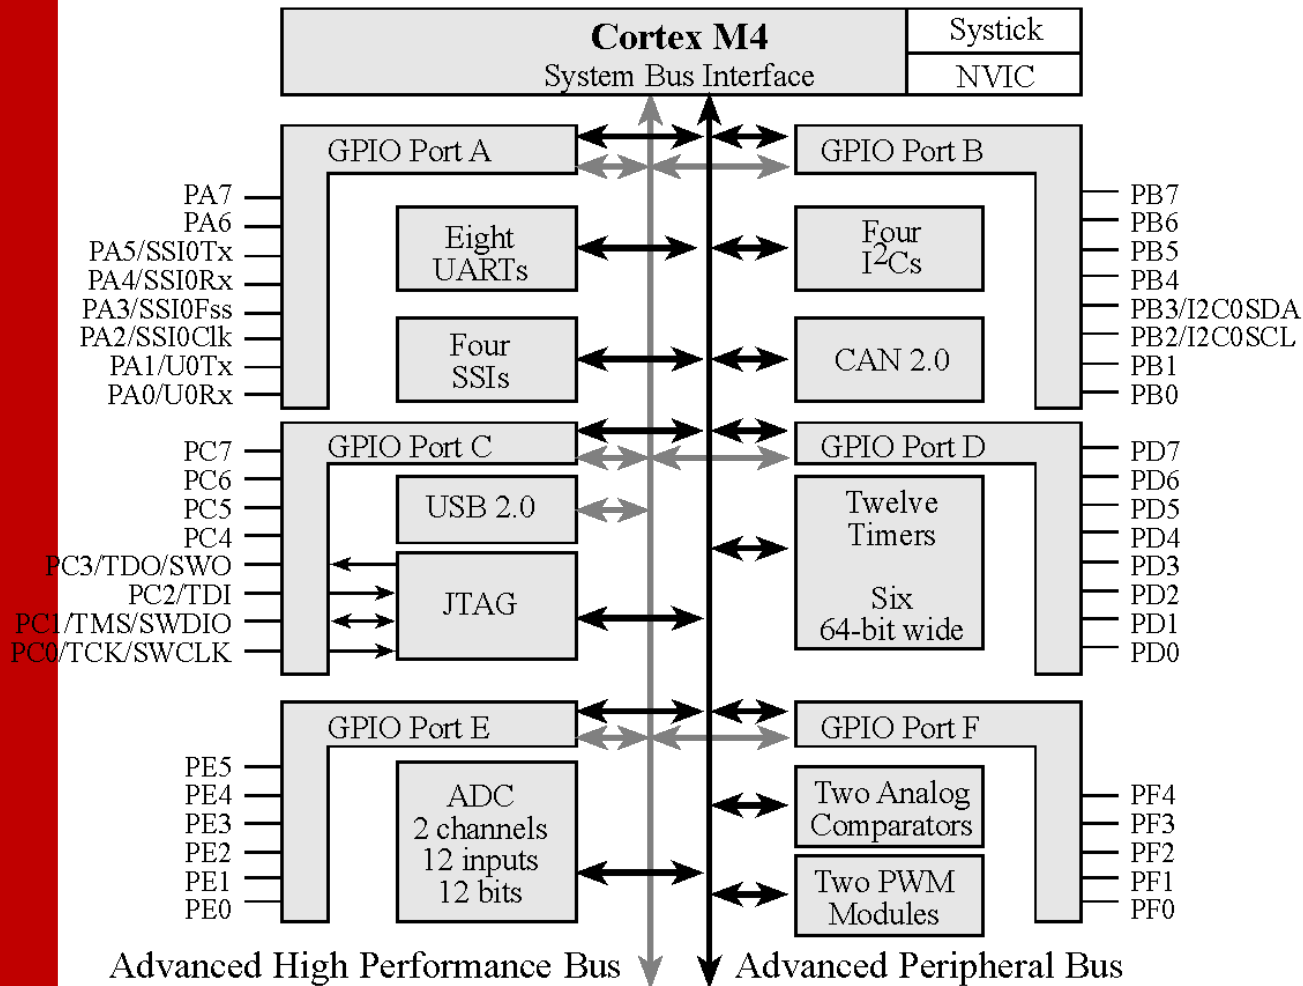 Cortex M4
System Bus Interface
Systick
NVIC
GPIO Port A
PA7
PA6
PA5/SSI0Tx
PA4/SSI0Rx
PA3/SSI0Fss
PA2/SSI0Clk
PA1/U0Tx
PA0/U0Rx
Eight
UARTs
Four
SSIs
GPIO Port B
PB7
PB6
PB5
PB4
PB3/I2C0SDA
PB2/I2C0SCL
PB1
PB0
Four
I²Cs
CAN 2.0
GPIO Port C
PC7
PC6
PC5
PC4
PC3/TDO/SWO
PC2/TDI
PC1/TMS/SWDIO
PC0/TCK/SWCLK
USB 2.0
JTAG
GPIO Port D
PD7
PD6
PD5
PD4
PD3
PD2
PD1
PD0
Twelve
Timers
Six
64-bit wide
GPIO Port E
PE5
PE4
PE3
PE2
PE1
PE0
ADC
2 channels
12 inputs
12 bits
GPIO Port F
PF4
PF3
PF2
PF1
PF0
Two Analog
Comparators
Two PWM
Modules
Advanced High Performance Bus
Advanced Peripheral Bus